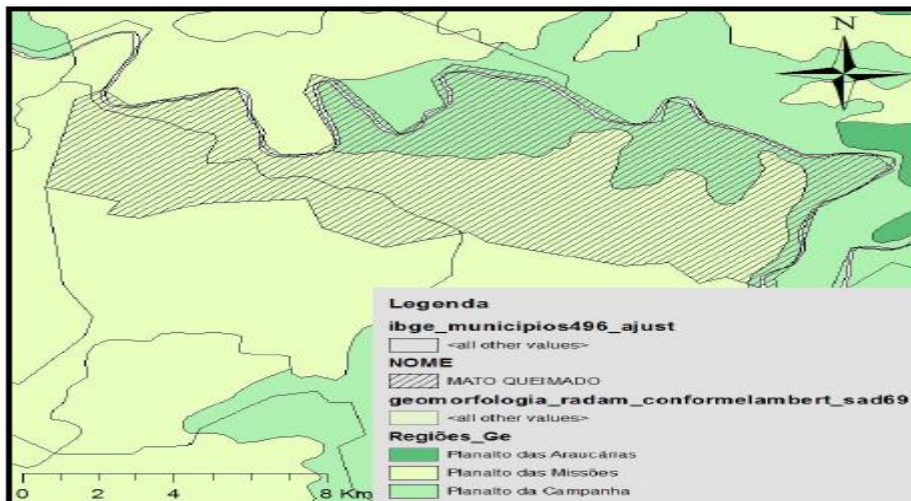 N
Legenda
ibge_municipios496_ajust
<all other values>
NOME
MATO QUEIMADO
geomorfologia_radam_conformelambert_sad69
<all other values>
Regiões_Ge
Planalto das Araucárias
Planalto das Missões
Planalto da Campanha
0 2 4 8 Km